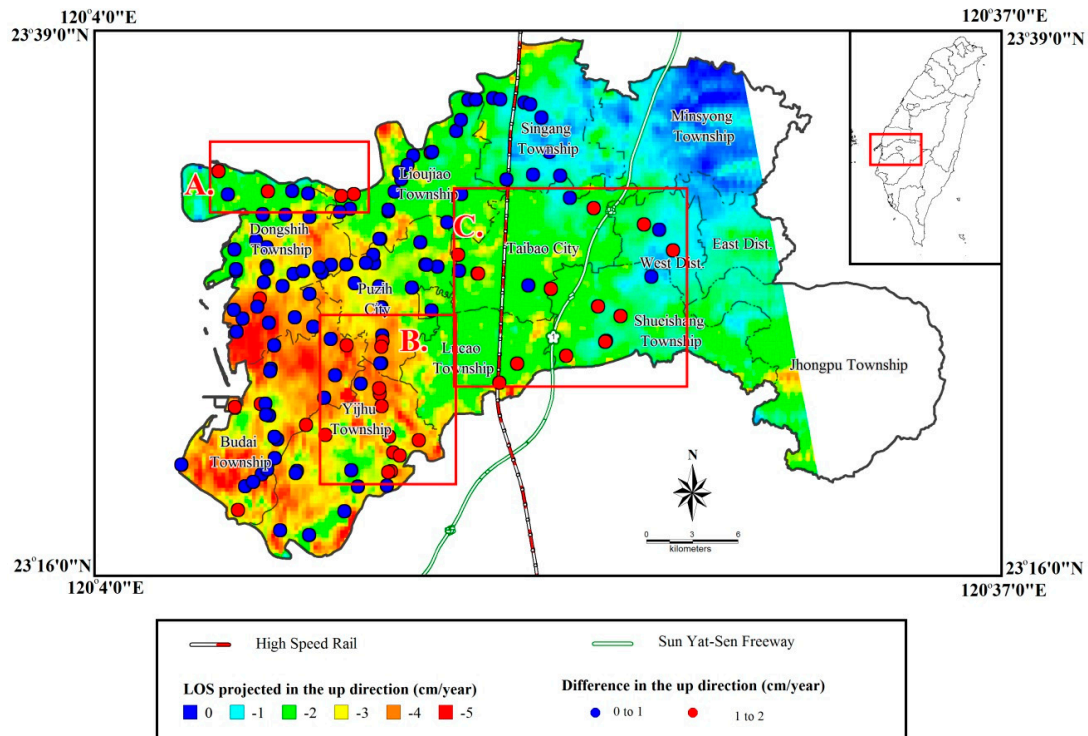 120°4'0"E
120°37'0"E
23°39'0"N
23°39'0"N
Minsyong
Township
Singang
Township
Lioujiao
Township
A.
C.
Dongshih
Township
Taibao City
East Dist.
West Dist.
Puzih
City
B.
Lucao
Township
Shueishang
Township
Jhongpu Township
Yijhu
Township
Budai
Township
N
0 3 6
kilometers
23°16'0"N
23°16'0"N
120°4'0"E
120°37'0"E
High Speed Rail
Sun Yat-Sen Freeway
LOS projected in the up direction (cm/year)
Difference in the up direction (cm/year)
0 -1 -2 -3 -4 -5
0 to 1
1 to 2